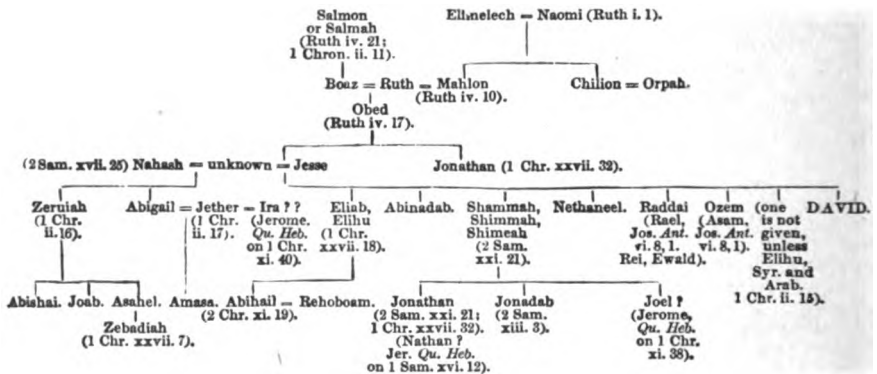 Salmon
or Salmah
(Ruth iv. 21;
1 Chron. ii. 11).
Elimelech = Naomi (Ruth i. 1).
Boaz = Ruth = Mahlon
(Ruth iv. 10).
Chilion = Orpah.
Obed
(Ruth iv. 17).
(2 Sam. xvii. 25) Nahash = unknown = Jesse
Jonathan (1 Chr. xxvii. 32).
Zeruiah
(1 Chr.
ii. 16).
Abigail = Jether = Ira ? ?
(1 Chr.
ii. 17).
(Jerome.
Qu. Heb.
on 1 Chr.
xi. 40).
Eliab,
Elihu
(1 Chr.
xxvii. 18).
Abinadab.
Shammah,
Shimmah,
Shimeah
(2 Sam.
xxi. 21).
Nethaneel.
Raddai
(Rael,
Jos. Ant.
vi. 8, 1.
Rei, Ewald).
Ozem
(Asam,
Jos. Ant.
vi. 8, 1).
(one
is not
given,
unless
Elihu,
Syr. and
Arab.
1 Chr. ii. 15).
DAVID.
Abishai. Joab. Asahel.
Amasa.
Abihail = Rehoboam.
(2 Chr. xi. 19).
Zebadiah
(1 Chr. xxvii. 7).
Jonathan
(2 Sam. xxi. 21;
1 Chr. xxvii. 32).
(Nathan ?
Jer. Qu. Heb.
on 1 Sam. xvi. 12).
Jonadab
(2 Sam.
xiii. 3).
Joel ?
(Jerome,
Qu. Heb.
on 1 Chr.
xi. 38).